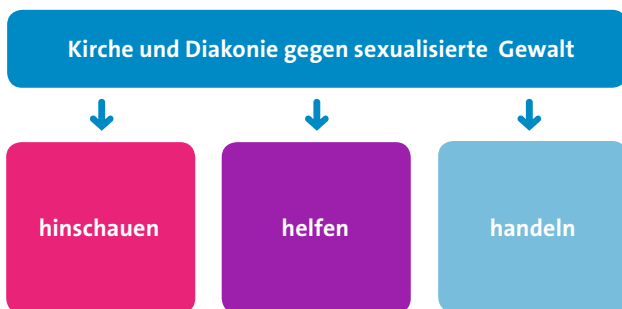 Kirche und Diakonie gegen sexualisierte Gewalt
hinschauen
helfen
handeln